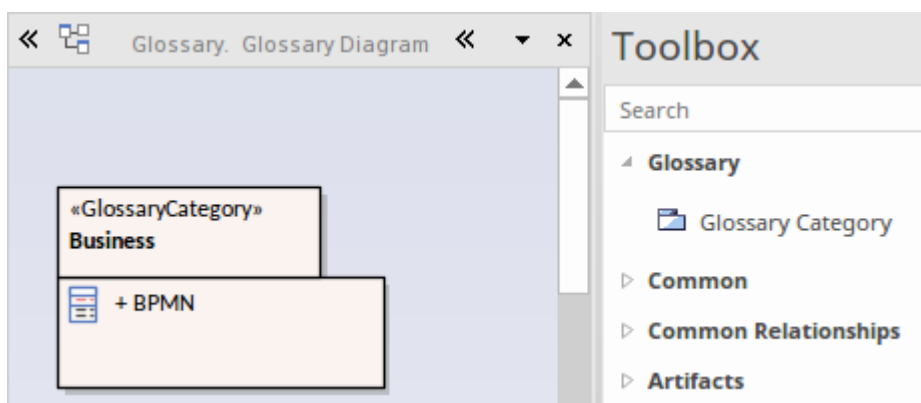 Glossary. Glossary Diagram
«GlossaryCategory»
Business
+ BPMN
Toolbox
Search
Glossary
Glossary Category
Common
Common Relationships
Artifacts